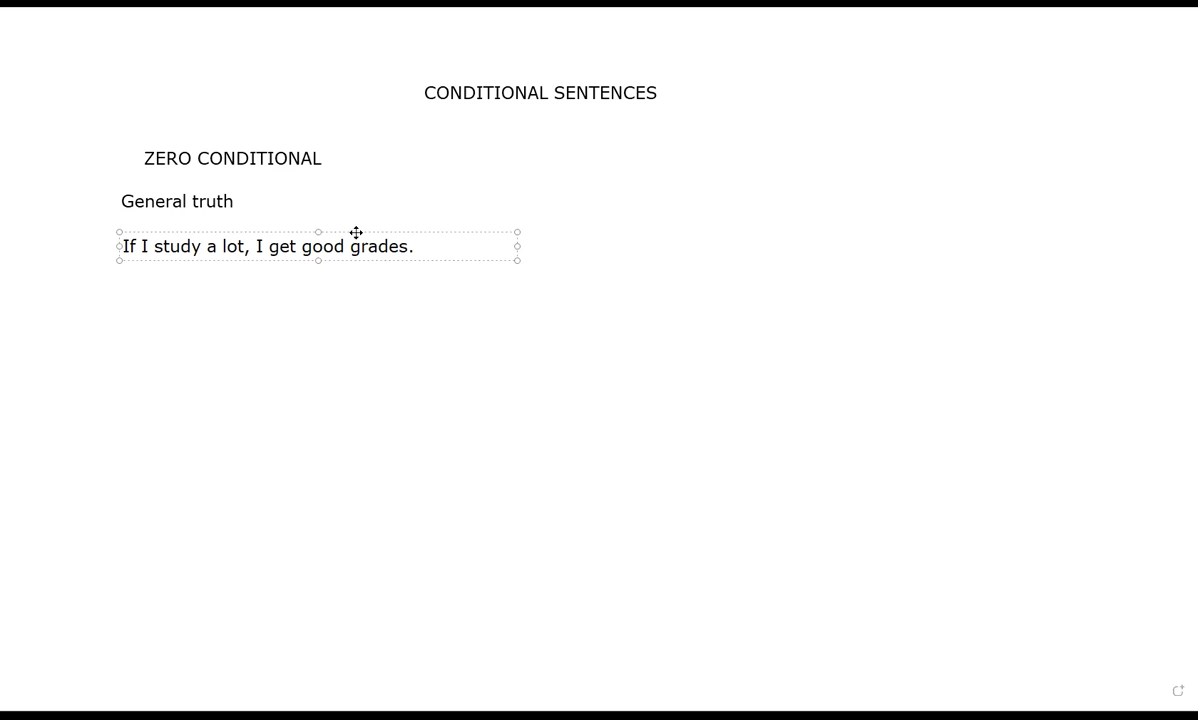 CONDITIONAL SENTENCES
ZERO CONDITIONAL
General truth
If I study a lot, I get good grades.